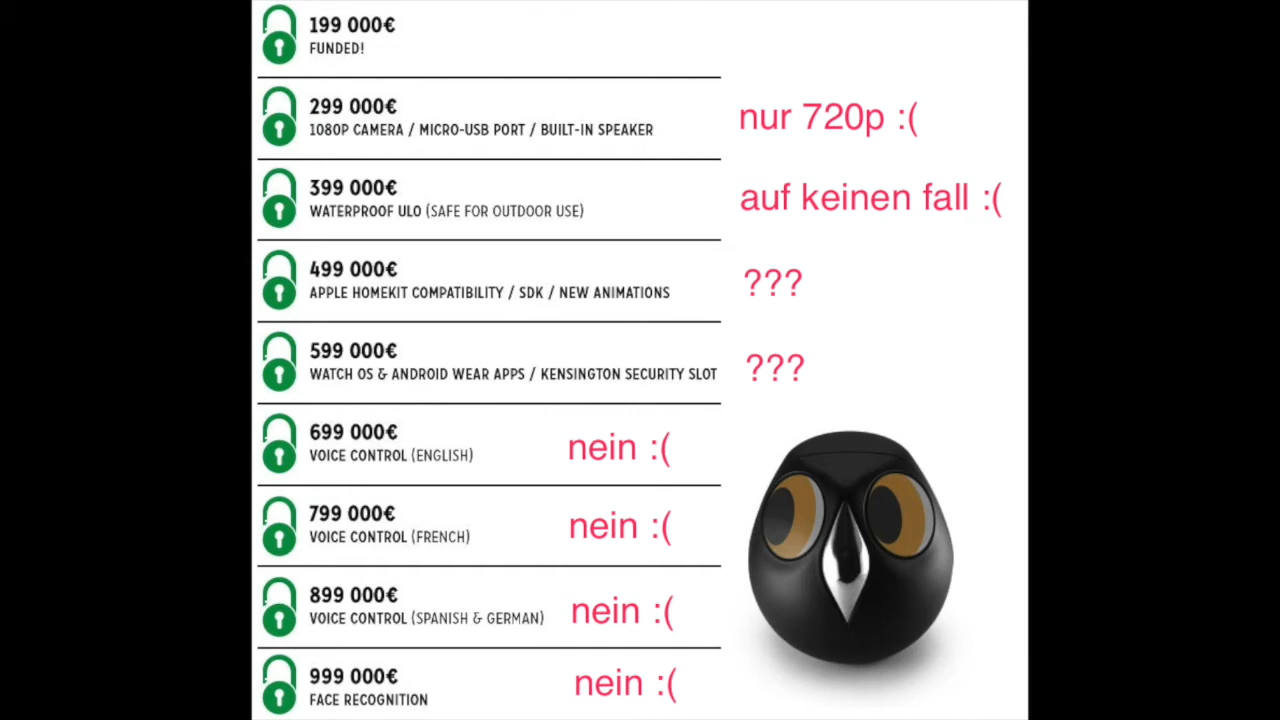 199 000€
FUNDED!
299 000€
1080P CAMERA / MICRO-USB PORT / BUILT-IN SPEAKER
nur 720p :(
399 000€
WATERPROOF ULO (SAFE FOR OUTDOOR USE)
auf keinen fall :(
499 000€
APPLE HOMEKIT COMPATIBILITY / SDK / NEW ANIMATIONS
???
599 000€
WATCH OS & ANDROID WEAR APPS / KENSINGTON SECURITY SLOT
???
699 000€
VOICE CONTROL (ENGLISH)
nein :(
799 000€
VOICE CONTROL (FRENCH)
nein :(
899 000€
VOICE CONTROL (SPANISH & GERMAN)
nein :(
999 000€
FACE RECOGNITION
nein :(